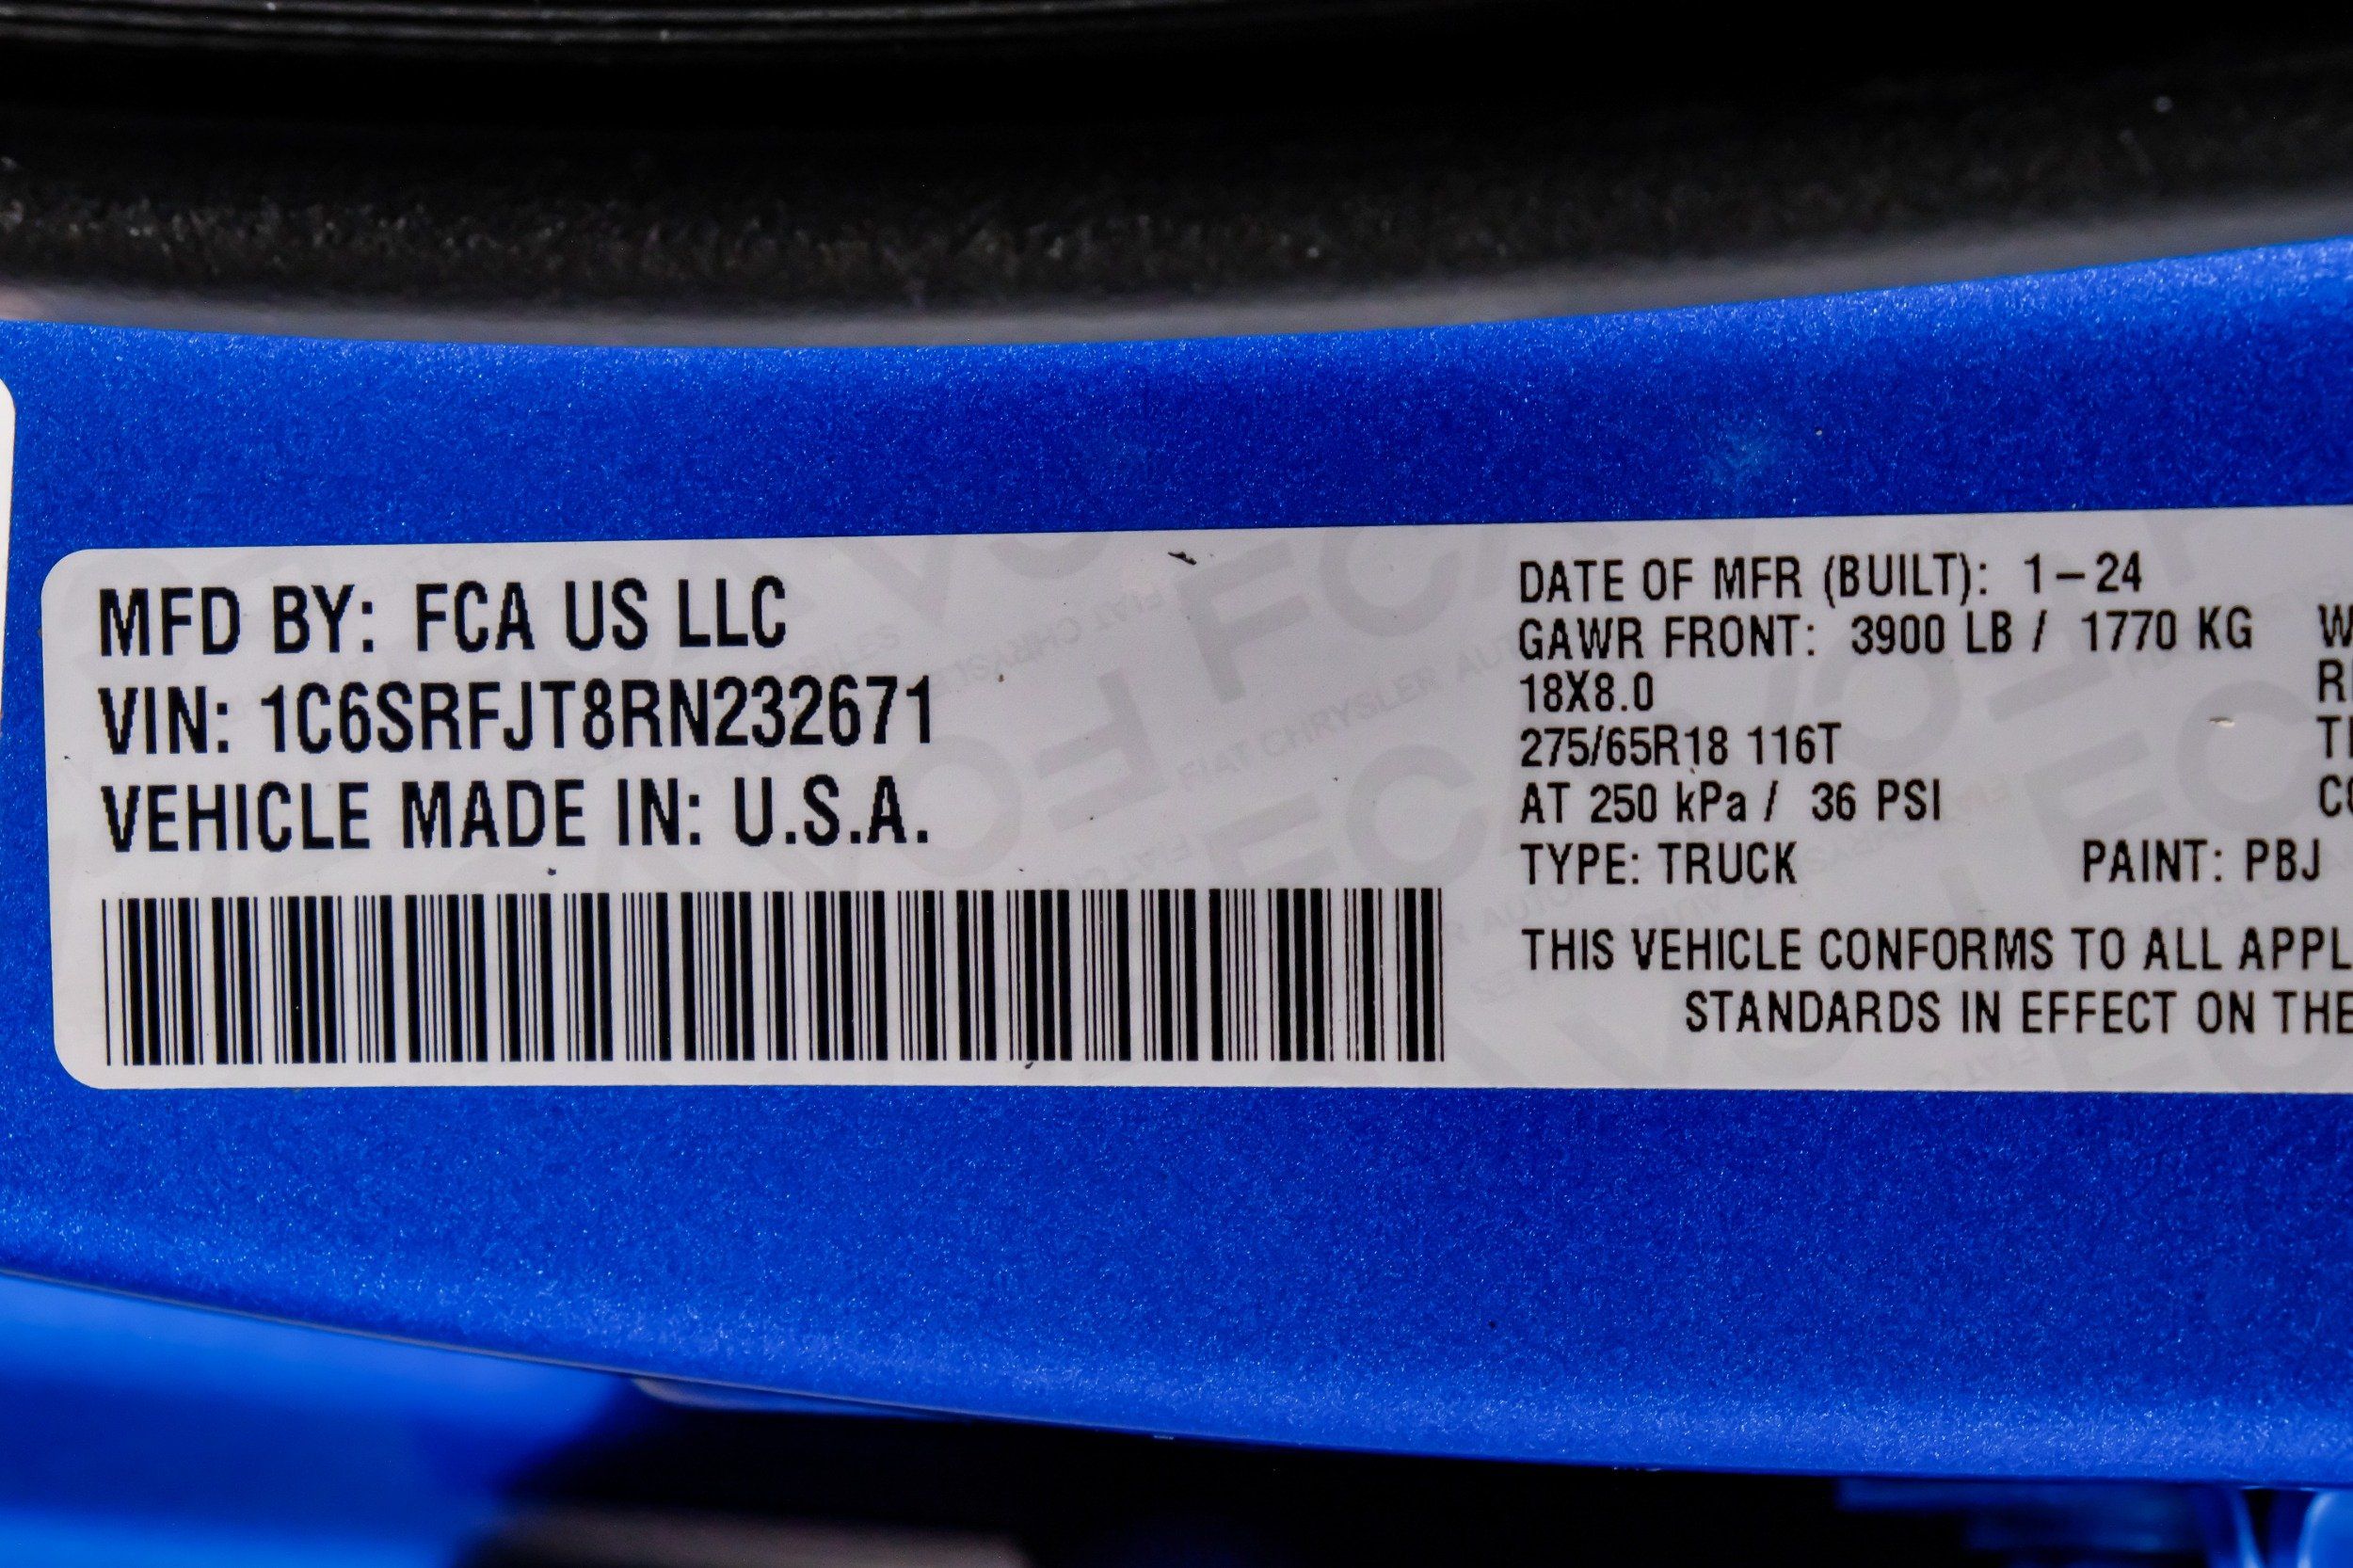 MFD BY: FCA US LLC
VIN: 1C6SRFJT8RN232671
VEHICLE MADE IN: U.S.A.
DATE OF MFR (BUILT): 1-24
GAWR FRONT: 3900 LB / 1770 KG W
18X8.0 RI
275/65R18 116T
AT 250 kPa / 36 PSI
TYPE: TRUCK PAINT: PBJ
THIS VEHICLE CONFORMS TO ALL APPL
STANDARDS IN EFFECT ON THE